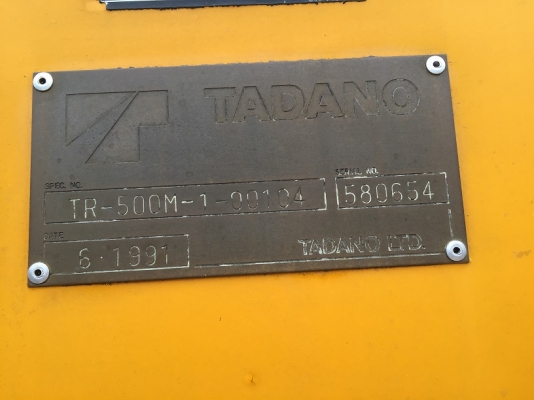 TADANO
SPEC. NO. SERIAL NO.
TR-500M-1-00104 580654
DATE
6·1991 TADANO LTD.